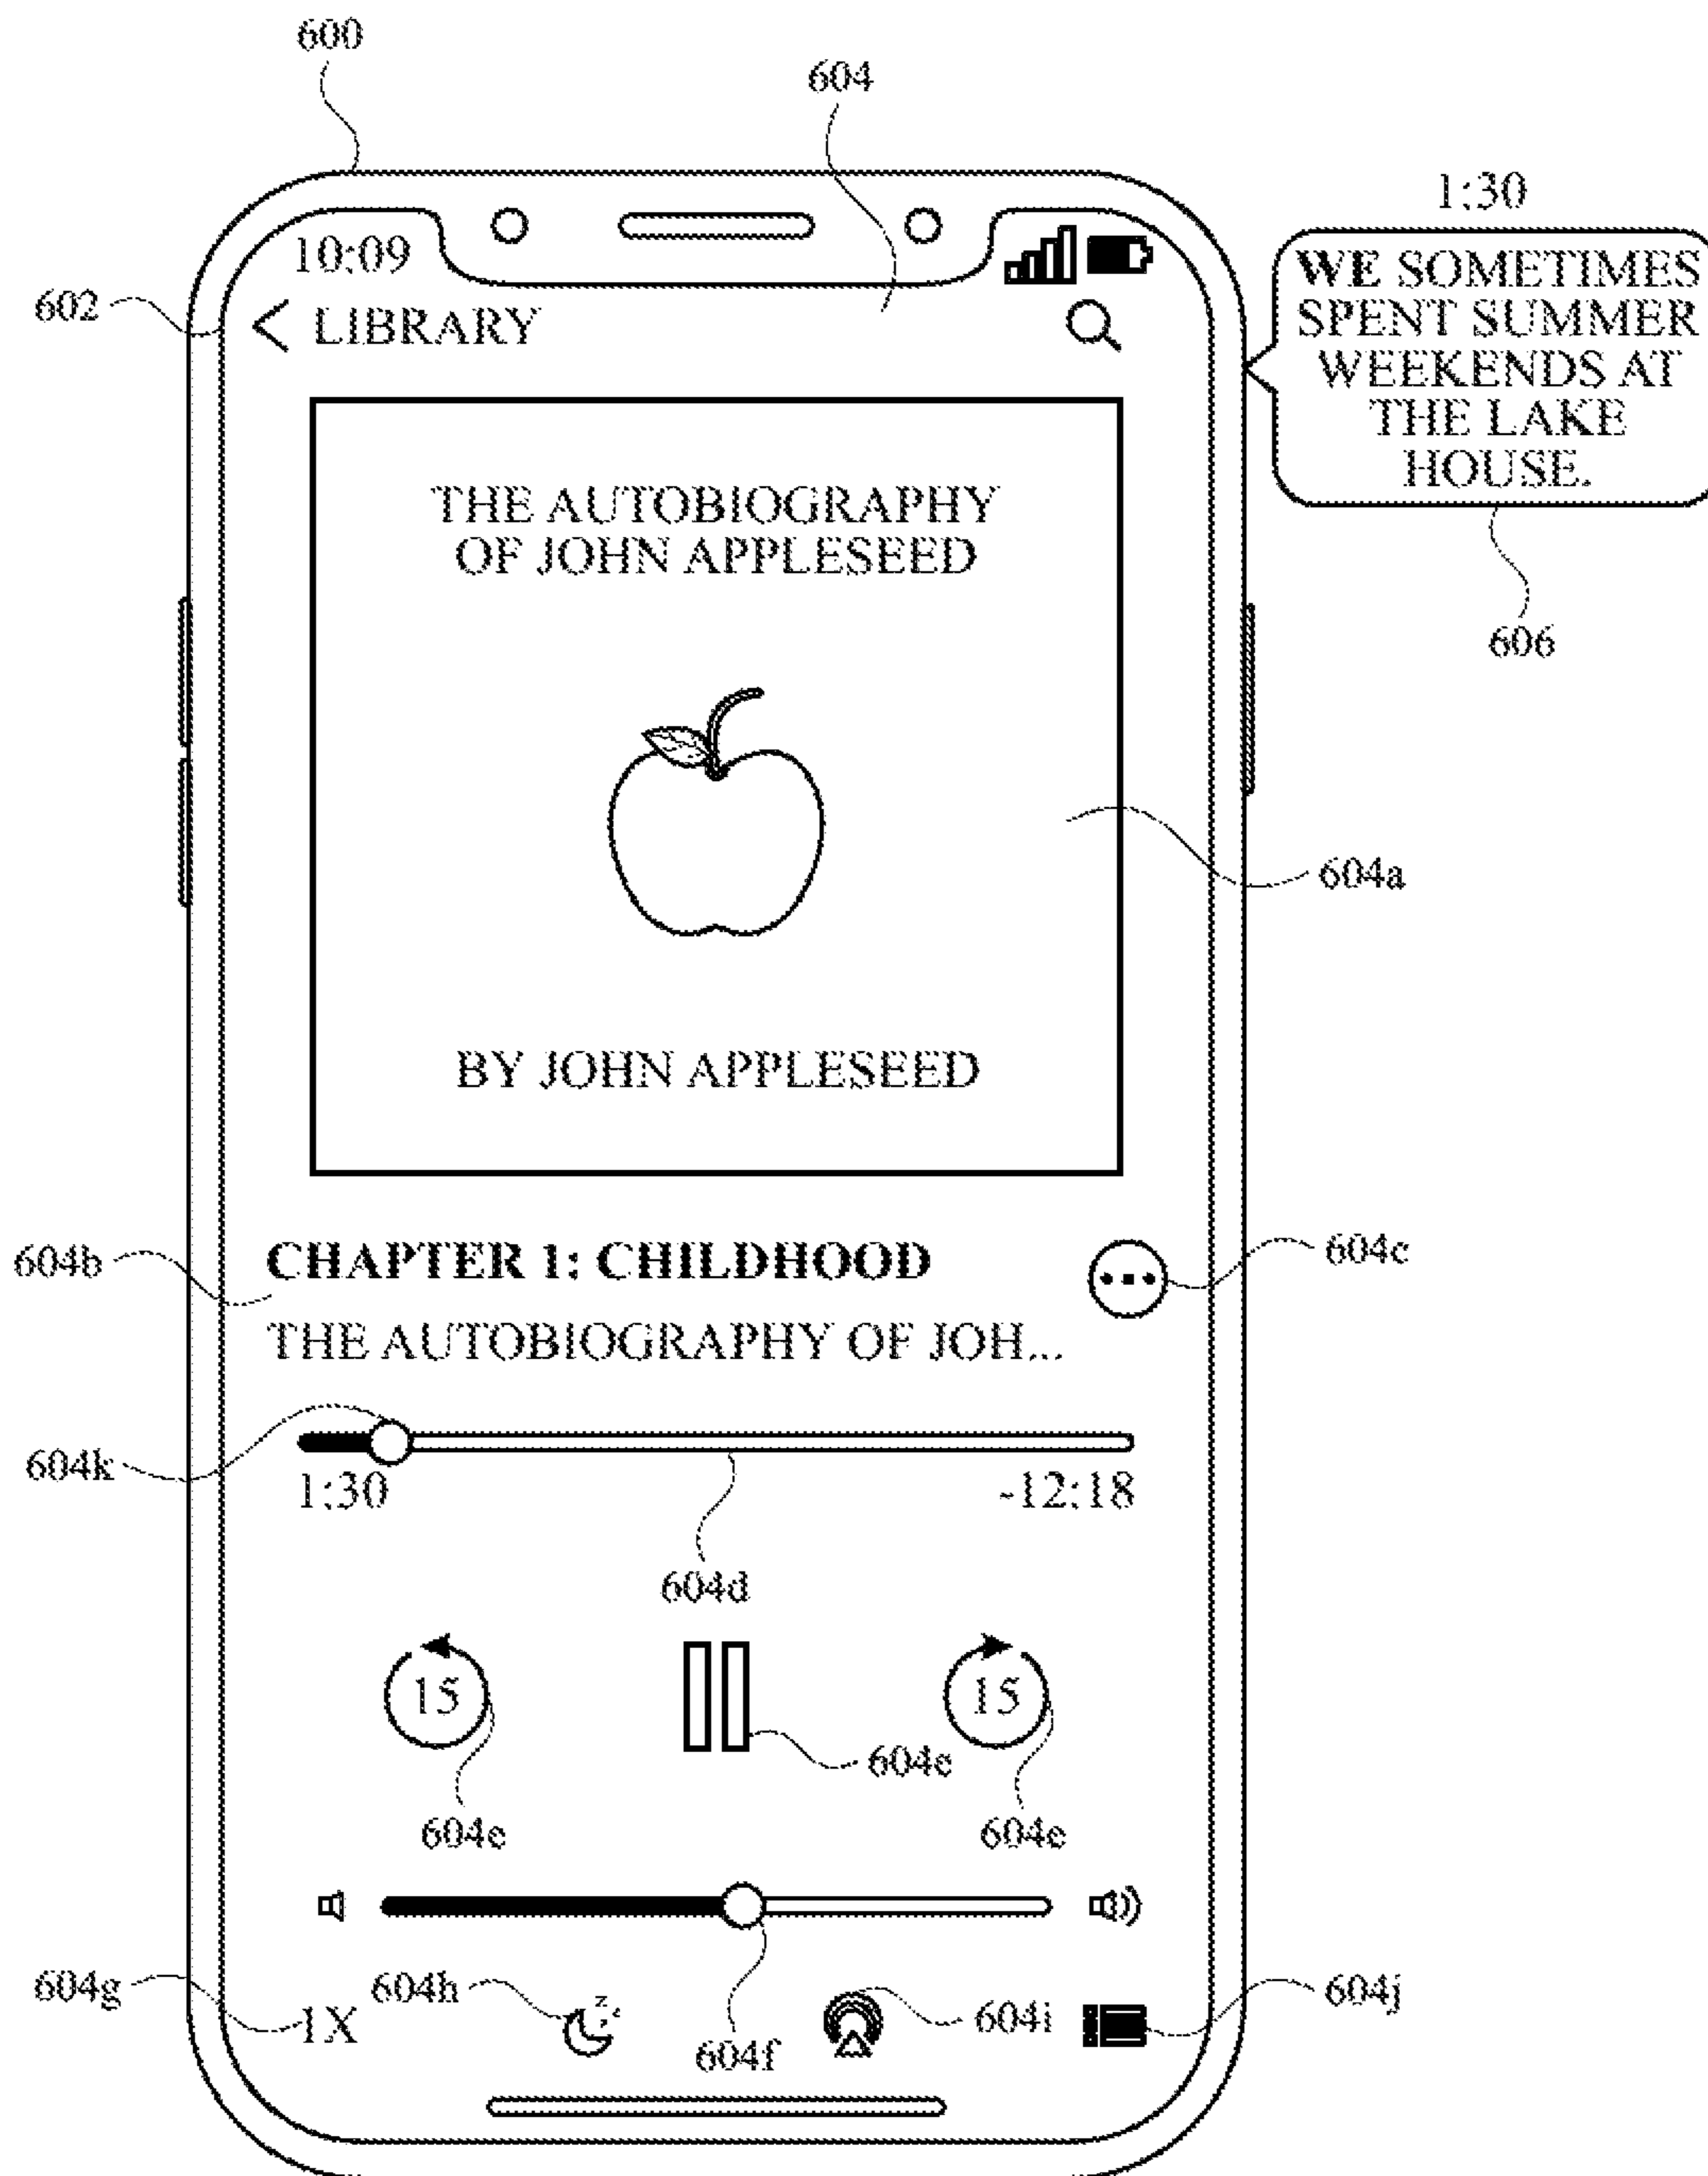 600
604
1:30
10:09
WE SOMETIMES
SPENT SUMMER
WEEKENDS AT
THE LAKE
HOUSE.
602
LIBRARY
THE AUTOBIOGRAPHY
OF JOHN APPLESEED
606
604a
BY JOHN APPLESEED
604b
CHAPTER 1: CHILDHOOD
604c
THE AUTOBIOGRAPHY OF JOH...
604k
1:30
-12:18
604d
15
15
604e
604e
604e
604g
604h
604i
604j
1X
z z
604f